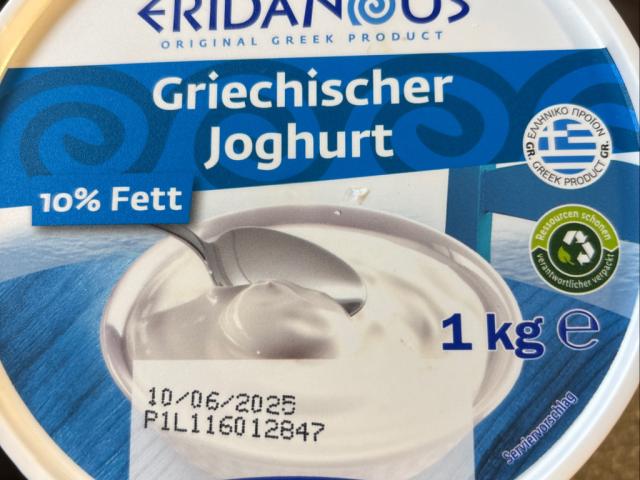 ERIDANOUS
ORIGINAL GREEK PRODUCT
Griechischer
Joghurt
10% Fett
ΕΛΛΗΝΙΚΟ ΠΡΟΪΟΝ
GR. GREEK PRODUCT GR.
Ressourcen schonen
verantwortlicher verpackt
1 kg ℮
10/06/2025
P1L116012847
Serviervorschlag